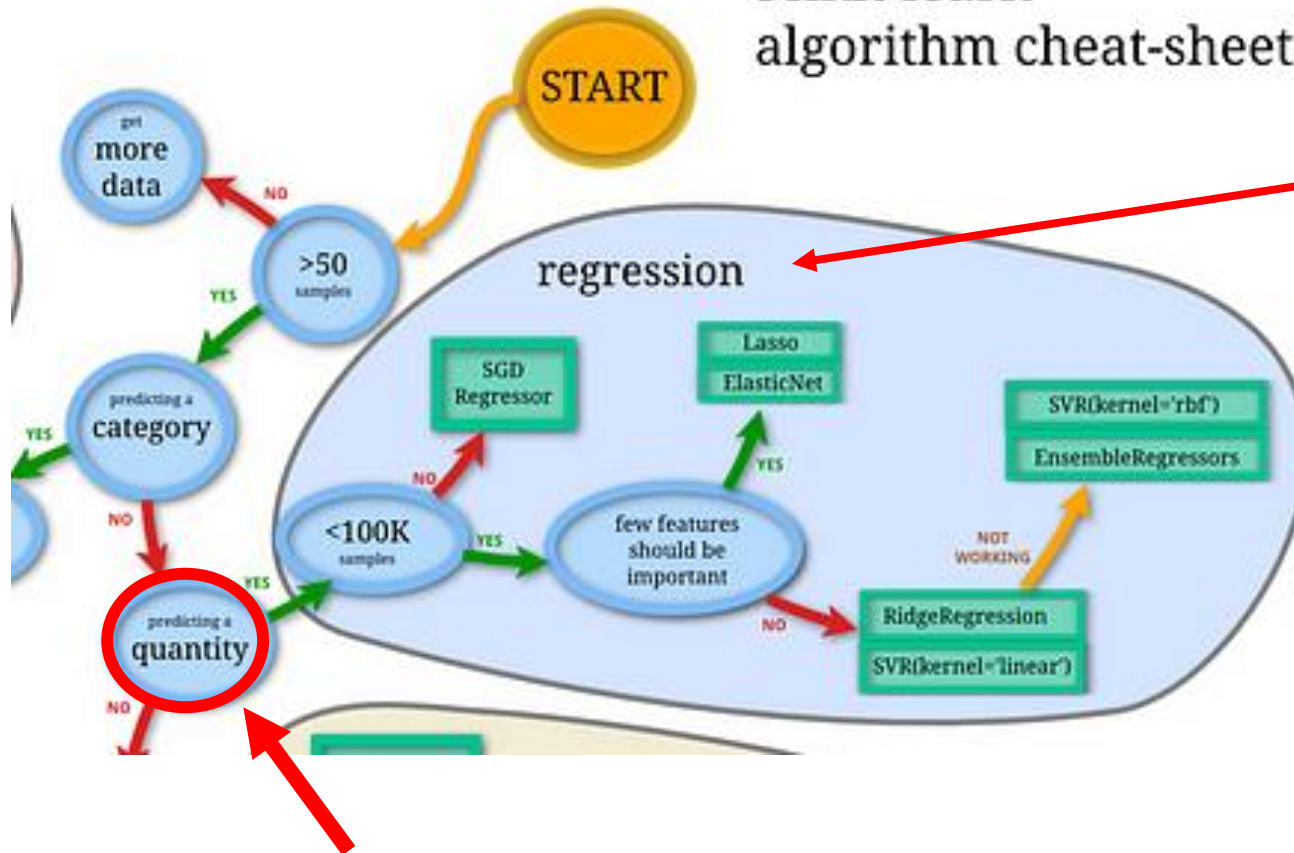 algorithm cheat-sheet
START
get
more
data
NO
>50
samples
YES
regression
SGD
Regressor
Lasso
ElasticNet
SVR(kernel='rbf')
EnsembleRegressors
predicting a
category
YES
NO
NO
<100K
samples
YES
few features
should be
important
YES
NOT
WORKING
NO
RidgeRegression
SVR(kernel='linear')
YES
predicting a
quantity
NO